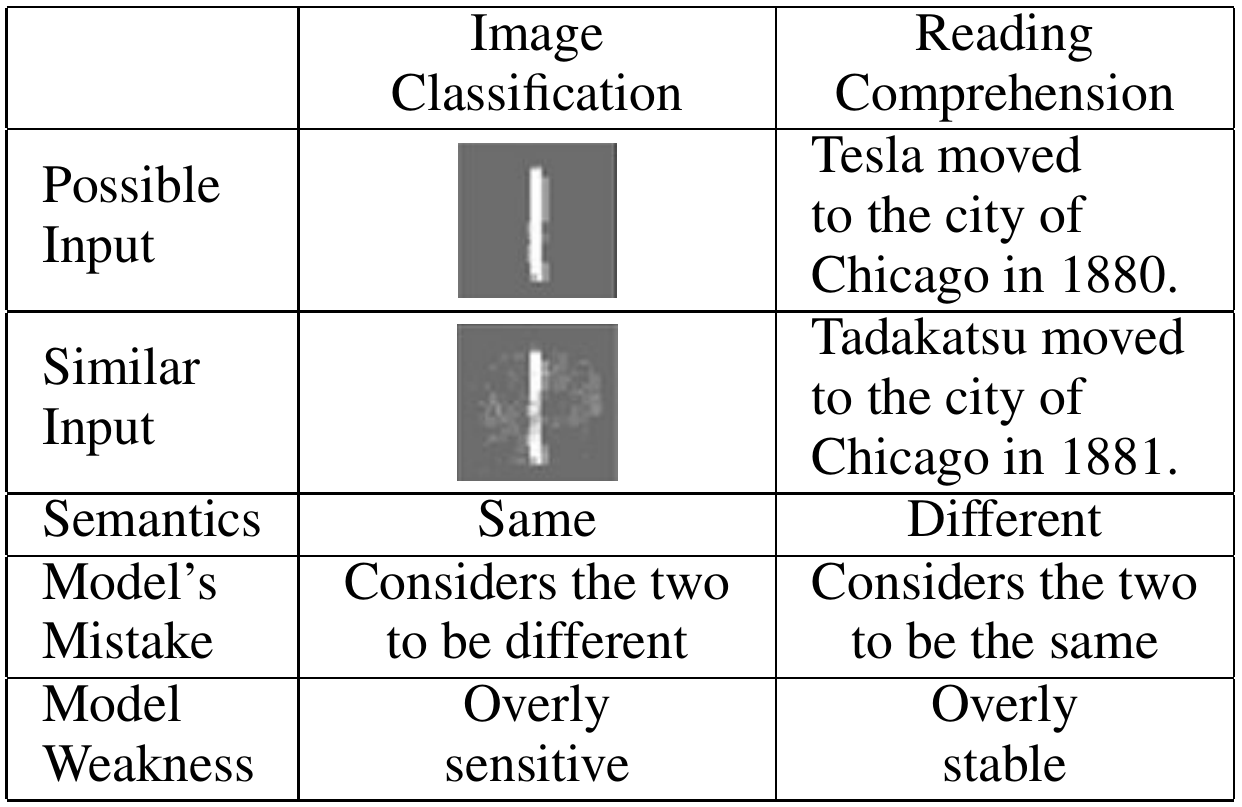 Image
Classification
Reading
Comprehension
Possible
Input
Tesla moved
to the city of
Chicago in 1880.
Similar
Input
Tadakatsu moved
to the city of
Chicago in 1881.
Semantics
Same
Different
Model’s
Mistake
Considers the two
to be different
Considers the two
to be the same
Model
Weakness
Overly
sensitive
Overly
stable